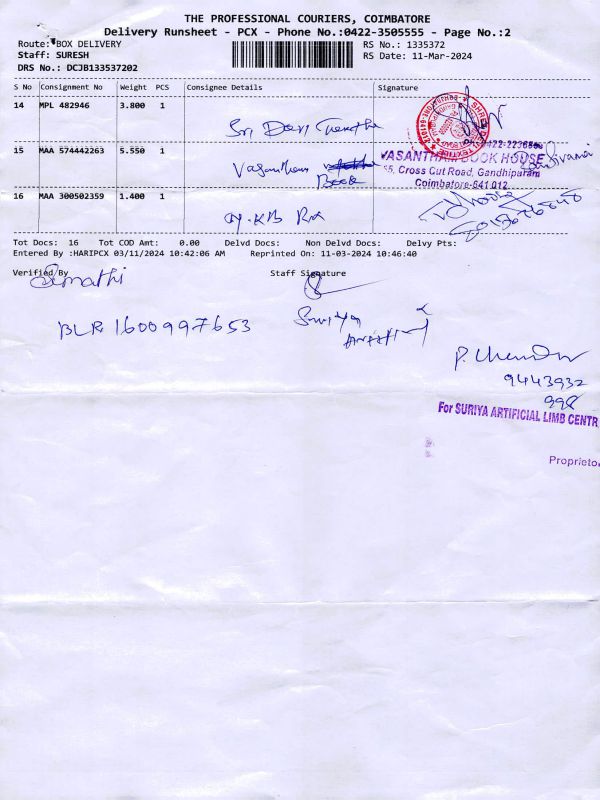 THE PROFESSIONAL COURIERS, COIMBATORE
Delivery Runsheet - PCX - Phone No.:0422-3505555 - Page No.:2
Route: BOX DELIVERY RS No.: 1335372
Staff: SURESH RS Date: 11-Mar-2024
DRS No.: DCJB133537202
S No Consignment No Weight PCS Consignee Details Signature
14 MPL 482946 3.800 1
Sri Devi
15 MAA 574442263 5.550 1
Vasantham
Book
VASANTHAM BOOK HOUSE
55, Cross Cut Road, Gandhipuram
Coimbatore-641 012
16 MAA 300502359 1.400 1
Tot Docs: 16 Tot COD Amt: 0.00 Delvd Docs: Non Delvd Docs: Delvy Pts:
Entered By :HARIPCX 03/11/2024 10:42:06 AM Reprinted On: 11-03-2024 10:46:40
Verified By Staff Signature
BLR 1600997653
Suriya
9443932
998
For SURIYA ARTIFICIAL LIMB CENTR
Proprietor